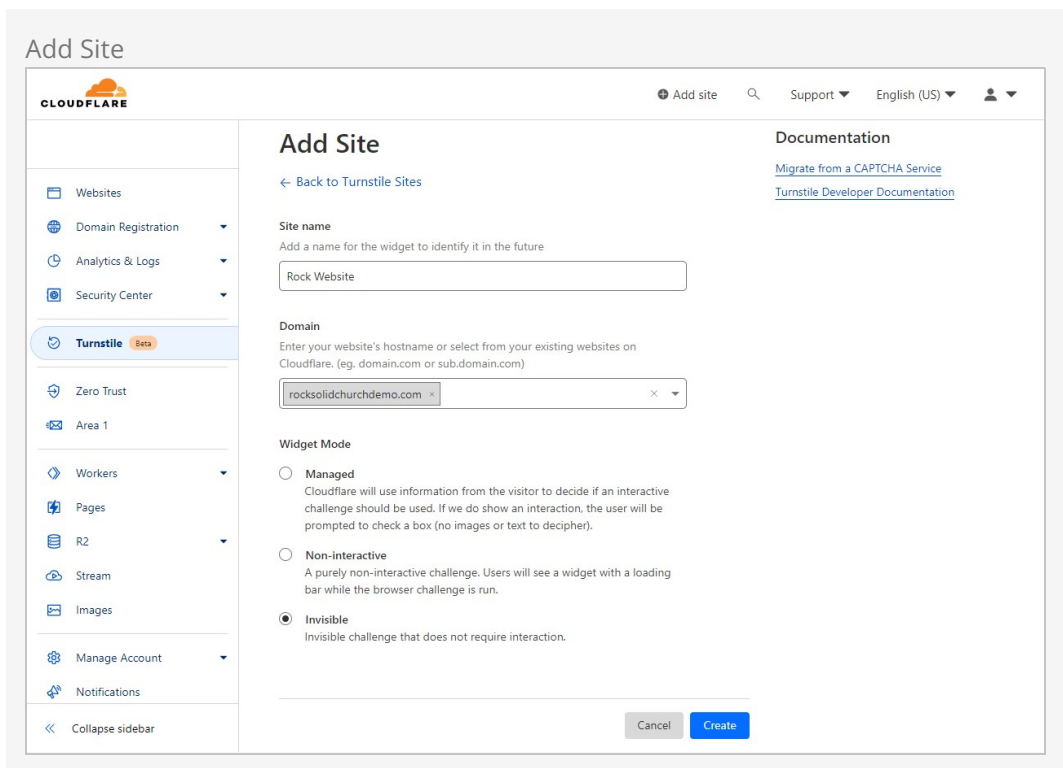 Add Site
CLOUDFLARE
Add site
Support
English (US)
Websites
Domain Registration
Analytics & Logs
Security Center
Turnstile Beta
Zero Trust
Area 1
Workers
Pages
R2
Stream
Images
Manage Account
Notifications
Collapse sidebar
Add Site
← Back to Turnstile Sites
Site name
Add a name for the widget to identify it in the future
Rock Website
Domain
Enter your website's hostname or select from your existing websites on
Cloudflare. (eg. domain.com or sub.domain.com)
rocksolidchurchdemo.com ×
Widget Mode
Managed
Cloudflare will use information from the visitor to decide if an interactive
challenge should be used. If we do show an interaction, the user will be
prompted to check a box (no images or text to decipher).
Non-interactive
A purely non-interactive challenge. Users will see a widget with a loading
bar while the browser challenge is run.
Invisible
Invisible challenge that does not require interaction.
Cancel
Create
Documentation
Migrate from a CAPTCHA Service
Turnstile Developer Documentation